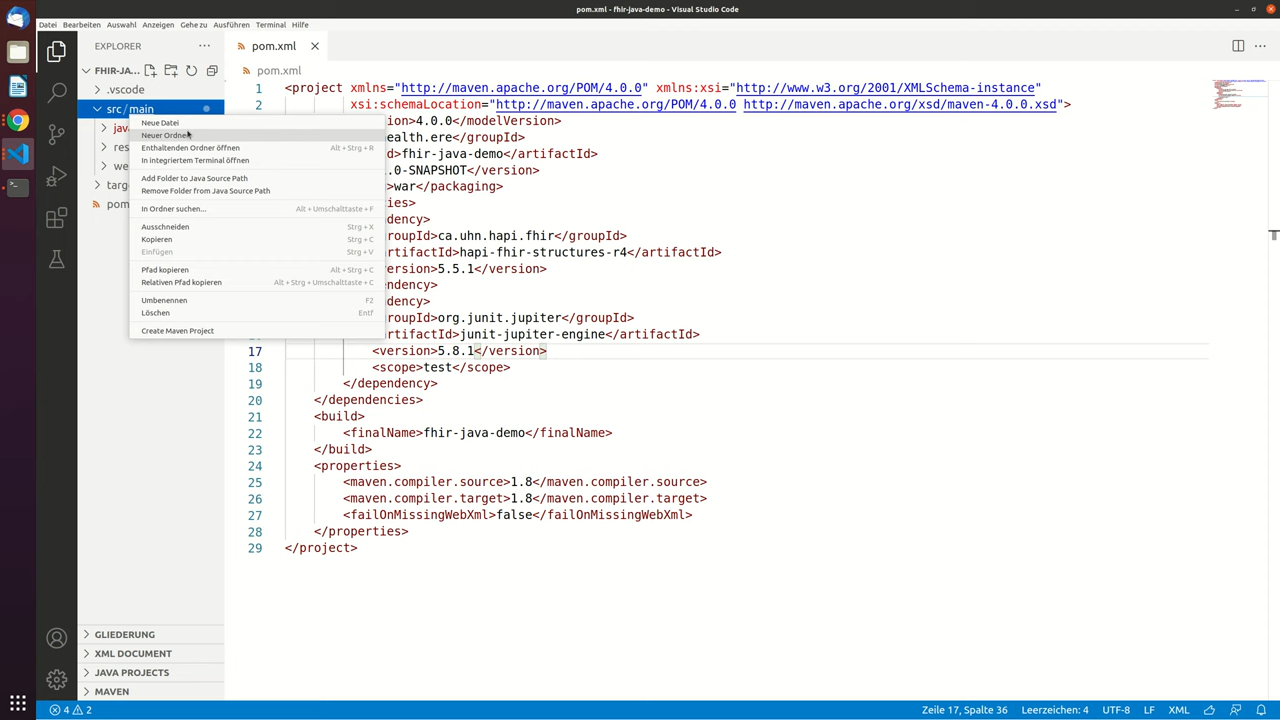 pom.xml - fhir-java-demo - Visual Studio Code
Datei Bearbeiten Auswahl Anzeigen Gehe zu Ausführen Terminal Hilfe
EXPLORER
FHIR-JA...
.vscode
src / main
jav
res
we
targ
pom
Neue Datei
Neuer Ordner
Enthaltenden Ordner öffnen Alt + Strg + R
In integriertem Terminal öffnen
Add Folder to Java Source Path
Remove Folder from Java Source Path
In Ordner suchen... Alt + Umschalttaste + F
Ausschneiden Strg + X
Kopieren Strg + C
Einfügen Strg + V
Pfad kopieren Alt + Strg + C
Relativen Pfad kopieren Alt + Strg + Umschalttaste + C
Umbenennen F2
Löschen Entf
Create Maven Project
pom.xml
pom.xml
1 <project xmlns="http://maven.apache.org/POM/4.0.0" xmlns:xsi="http://www.w3.org/2001/XMLSchema-instance"
2 xsi:schemaLocation="http://maven.apache.org/POM/4.0.0 http://maven.apache.org/xsd/maven-4.0.0.xsd">
ion>4.0.0</modelVersion>
ealth.ere</groupId>
>fhir-java-demo</artifactId>
.0-SNAPSHOT</version>
war</packaging>
ies>
dency>
groupId>ca.uhn.hapi.fhir</groupId>
artifactId>hapi-fhir-structures-r4</artifactId>
version>5.5.1</version>
ndency>
dency>
groupId>org.junit.jupiter</groupId>
artifactId>junit-jupiter-engine</artifactId>
17 <version>5.8.1</version>
18 <scope>test</scope>
19 </dependency>
20 </dependencies>
21 <build>
22 <finalName>fhir-java-demo</finalName>
23 </build>
24 <properties>
25 <maven.compiler.source>1.8</maven.compiler.source>
26 <maven.compiler.target>1.8</maven.compiler.target>
27 <failOnMissingWebXml>false</failOnMissingWebXml>
28 </properties>
29 </project>
GLIEDERUNG
XML DOCUMENT
JAVA PROJECTS
MAVEN
4 2
Zeile 17, Spalte 36 Leerzeichen: 4 UTF-8 LF XML